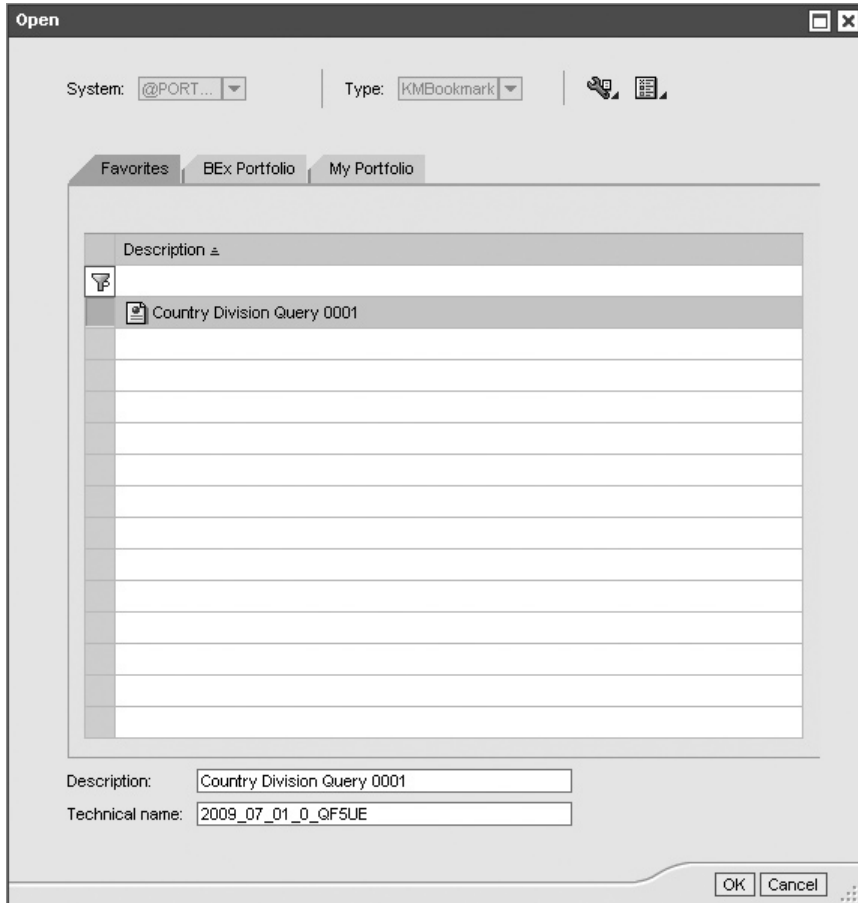 Open
System: @PORT... Type: KMBookmark
Favorites BEx Portfolio My Portfolio
Description
Country Division Query 0001
Description: Country Division Query 0001
Technical name: 2009_07_01_0_QF5UE
OK Cancel